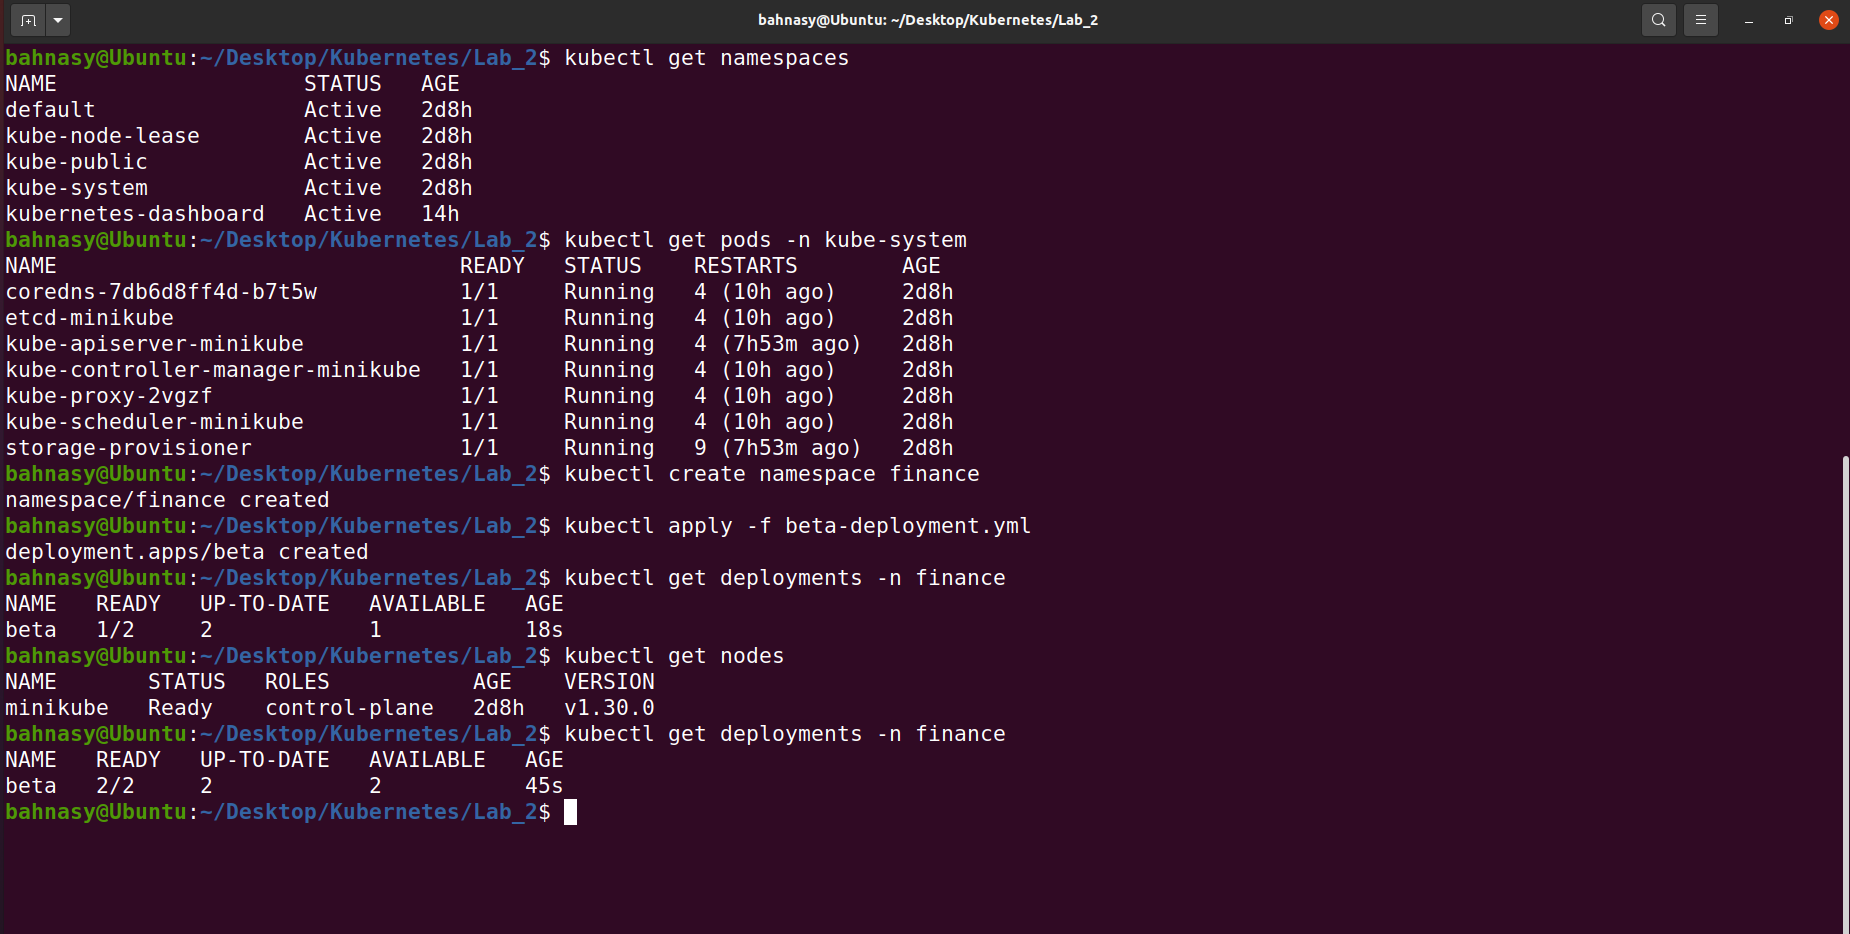 bahnasy@Ubuntu: ~/Desktop/Kubernetes/Lab_2
bahnasy@Ubuntu:~/Desktop/Kubernetes/Lab_2$ kubectl get namespaces
NAME                   STATUS   AGE
default                Active   2d8h
kube-node-lease        Active   2d8h
kube-public            Active   2d8h
kube-system            Active   2d8h
kubernetes-dashboard   Active   14h
bahnasy@Ubuntu:~/Desktop/Kubernetes/Lab_2$ kubectl get pods -n kube-system
NAME                               READY   STATUS    RESTARTS        AGE
coredns-7db6d8ff4d-b7t5w           1/1     Running   4 (10h ago)     2d8h
etcd-minikube                      1/1     Running   4 (10h ago)     2d8h
kube-apiserver-minikube            1/1     Running   4 (7h53m ago)   2d8h
kube-controller-manager-minikube   1/1     Running   4 (10h ago)     2d8h
kube-proxy-2vgzf                   1/1     Running   4 (10h ago)     2d8h
kube-scheduler-minikube            1/1     Running   4 (10h ago)     2d8h
storage-provisioner                1/1     Running   9 (7h53m ago)   2d8h
bahnasy@Ubuntu:~/Desktop/Kubernetes/Lab_2$ kubectl create namespace finance
namespace/finance created
bahnasy@Ubuntu:~/Desktop/Kubernetes/Lab_2$ kubectl apply -f beta-deployment.yml
deployment.apps/beta created
bahnasy@Ubuntu:~/Desktop/Kubernetes/Lab_2$ kubectl get deployments -n finance
NAME   READY   UP-TO-DATE   AVAILABLE   AGE
beta   1/2     2            1           18s
bahnasy@Ubuntu:~/Desktop/Kubernetes/Lab_2$ kubectl get nodes
NAME       STATUS   ROLES           AGE    VERSION
minikube   Ready    control-plane   2d8h   v1.30.0
bahnasy@Ubuntu:~/Desktop/Kubernetes/Lab_2$ kubectl get deployments -n finance
NAME   READY   UP-TO-DATE   AVAILABLE   AGE
beta   2/2     2            2           45s
bahnasy@Ubuntu:~/Desktop/Kubernetes/Lab_2$